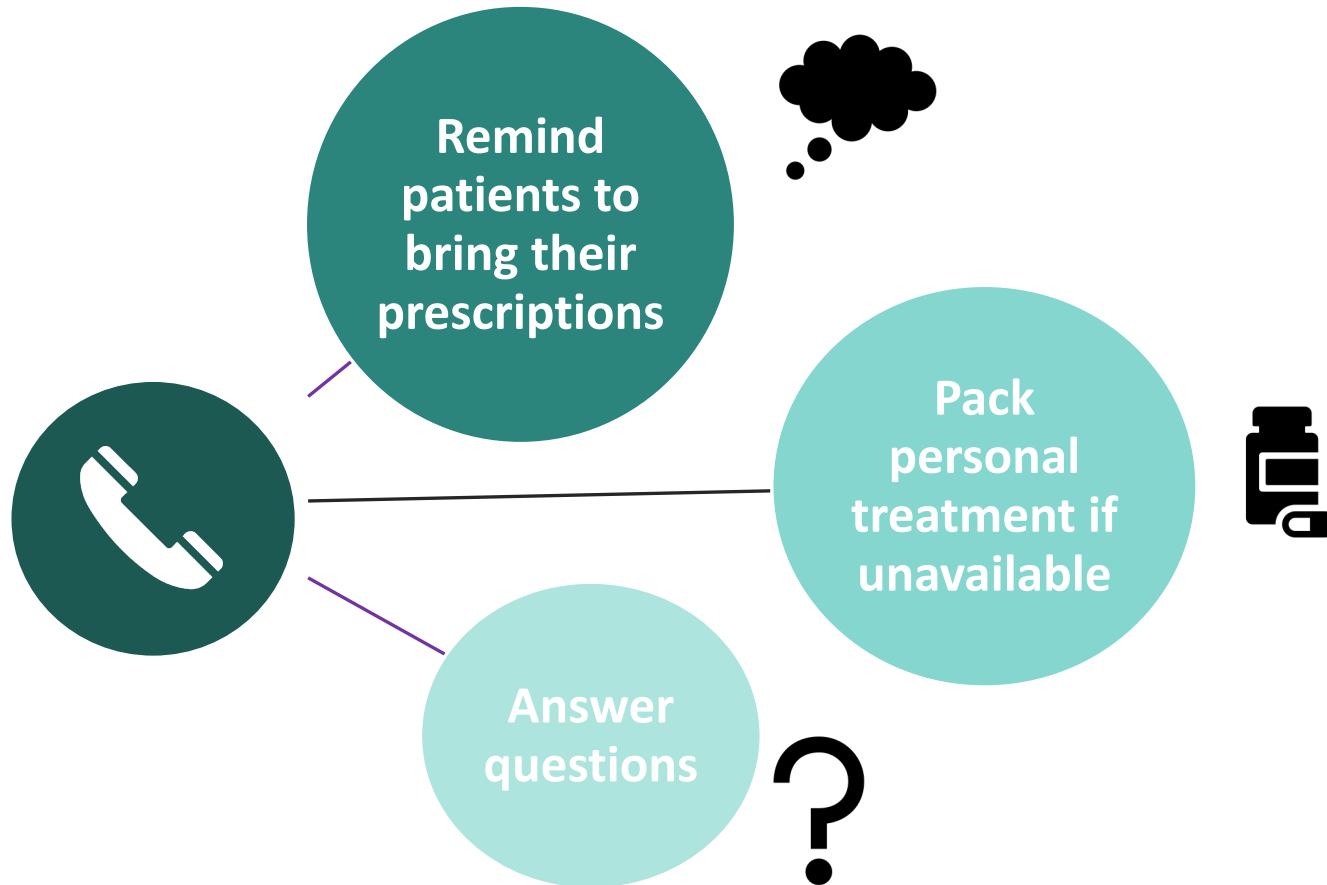 Remind
patients to
bring their
prescriptions
Pack
personal
treatment if
unavailable
Answer
questions